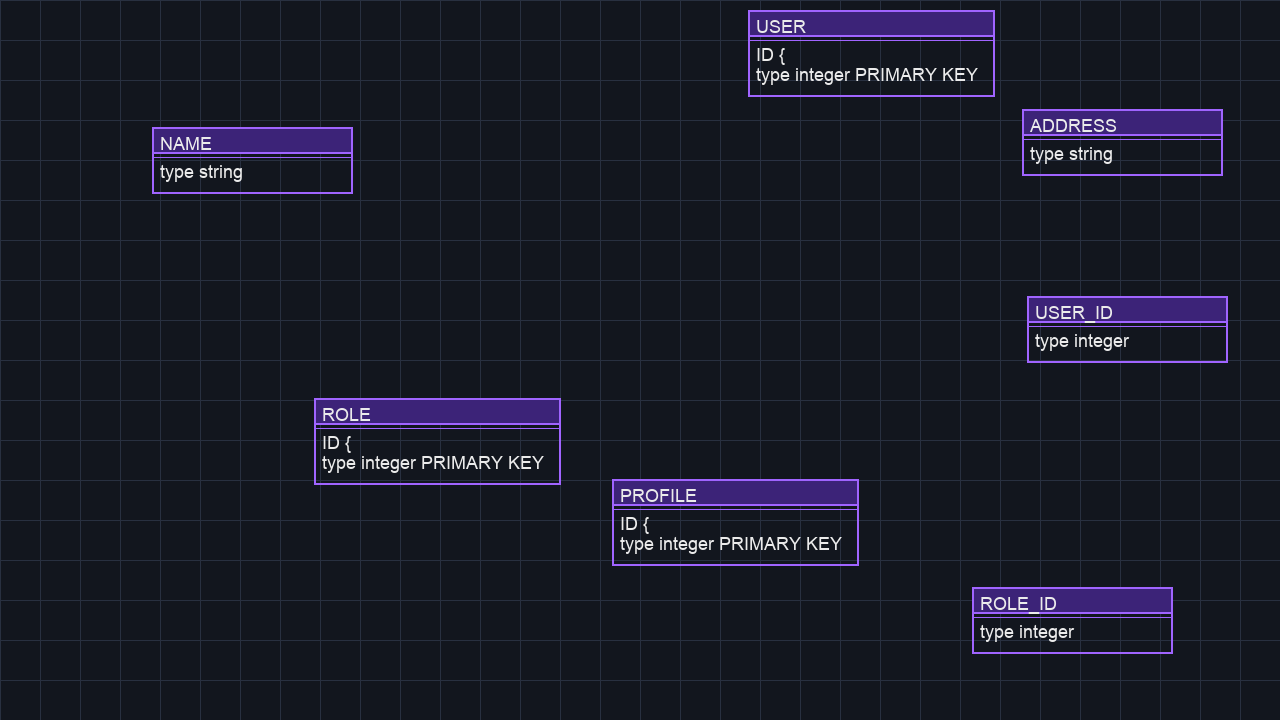 USER
ID {
type integer PRIMARY KEY
ADDRESS
type string
NAME
type string
USER_ID
type integer
ROLE
ID {
type integer PRIMARY KEY
PROFILE
ID {
type integer PRIMARY KEY
ROLE_ID
type integer